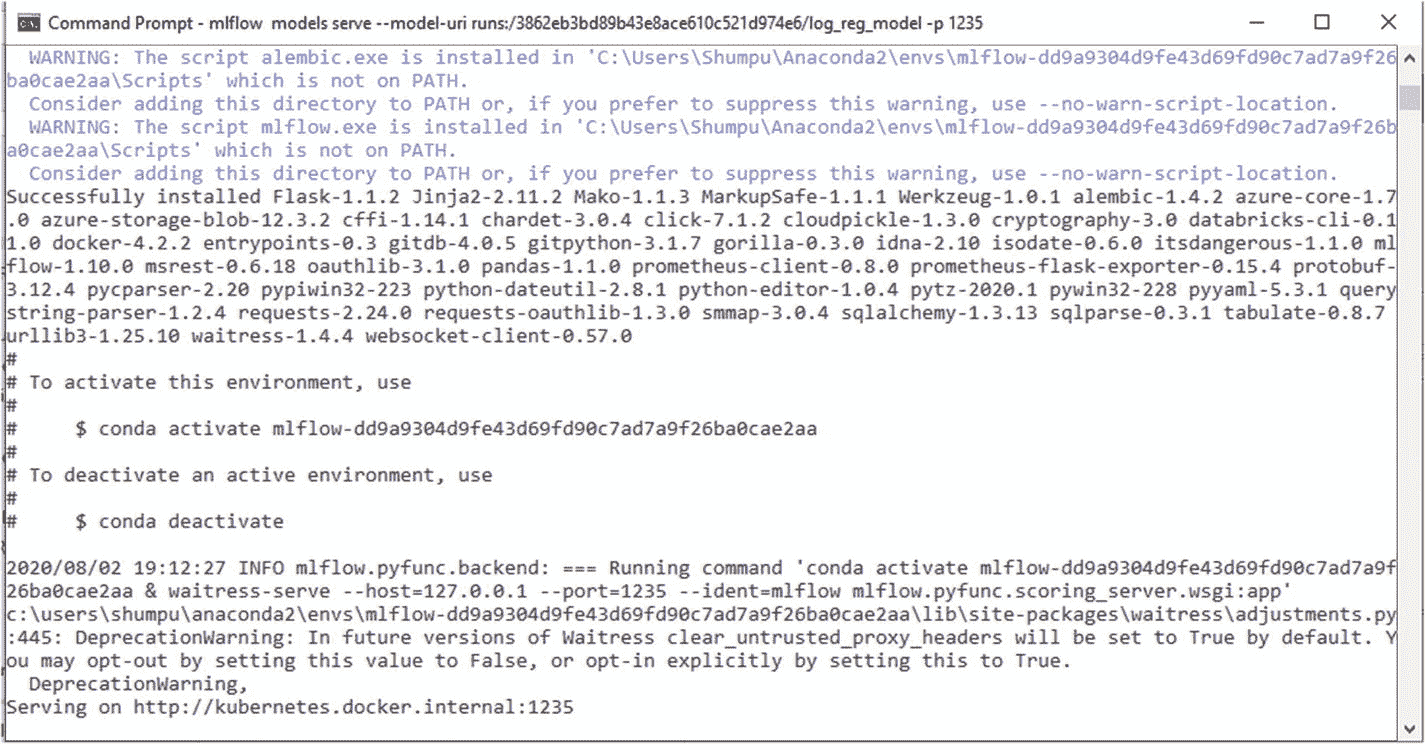 Command Prompt - mlflow  models serve --model-uri runs:/3862eb3bd89b43e8ace610c521d974e6/log_reg_model -p 1235
  WARNING: The script alembic.exe is installed in 'C:\Users\Shumpu\Anaconda2\envs\mlflow-dd9a9304d9fe43d69fd90c7ad7a9f26
ba0cae2aa\Scripts' which is not on PATH.
  Consider adding this directory to PATH or, if you prefer to suppress this warning, use --no-warn-script-location.
  WARNING: The script mlflow.exe is installed in 'C:\Users\Shumpu\Anaconda2\envs\mlflow-dd9a9304d9fe43d69fd90c7ad7a9f26b
a0cae2aa\Scripts' which is not on PATH.
  Consider adding this directory to PATH or, if you prefer to suppress this warning, use --no-warn-script-location.
Successfully installed Flask-1.1.2 Jinja2-2.11.2 Mako-1.1.3 MarkupSafe-1.1.1 Werkzeug-1.0.1 alembic-1.4.2 azure-core-1.7
.0 azure-storage-blob-12.3.2 cffi-1.14.1 chardet-3.0.4 click-7.1.2 cloudpickle-1.3.0 cryptography-3.0 databricks-cli-0.1
1.0 docker-4.2.2 entrypoints-0.3 gitdb-4.0.5 gitpython-3.1.7 gorilla-0.3.0 idna-2.10 isodate-0.6.0 itsdangerous-1.1.0 ml
flow-1.10.0 msrest-0.6.18 oauthlib-3.1.0 pandas-1.1.0 prometheus-client-0.8.0 prometheus-flask-exporter-0.15.4 protobuf-
3.12.4 pycparser-2.20 pypiwin32-223 python-dateutil-2.8.1 python-editor-1.0.4 pytz-2020.1 pywin32-228 pyyaml-5.3.1 query
string-parser-1.2.4 requests-2.24.0 requests-oauthlib-1.3.0 smmap-3.0.4 sqlalchemy-1.3.13 sqlparse-0.3.1 tabulate-0.8.7
urllib3-1.25.10 waitress-1.4.4 websocket-client-0.57.0
#
# To activate this environment, use
#
#     $ conda activate mlflow-dd9a9304d9fe43d69fd90c7ad7a9f26ba0cae2aa
#
# To deactivate an active environment, use
#
#     $ conda deactivate
2020/08/02 19:12:27 INFO mlflow.pyfunc.backend: === Running command 'conda activate mlflow-dd9a9304d9fe43d69fd90c7ad7a9f
26ba0cae2aa & waitress-serve --host=127.0.0.1 --port=1235 --ident=mlflow mlflow.pyfunc.scoring_server.wsgi:app'
c:\users\shumpu\anaconda2\envs\mlflow-dd9a9304d9fe43d69fd90c7ad7a9f26ba0cae2aa\lib\site-packages\waitress\adjustments.py
:445: DeprecationWarning: In future versions of Waitress clear_untrusted_proxy_headers will be set to True by default. Y
ou may opt-out by setting this value to False, or opt-in explicitly by setting this to True.
  DeprecationWarning,
Serving on http://kubernetes.docker.internal:1235